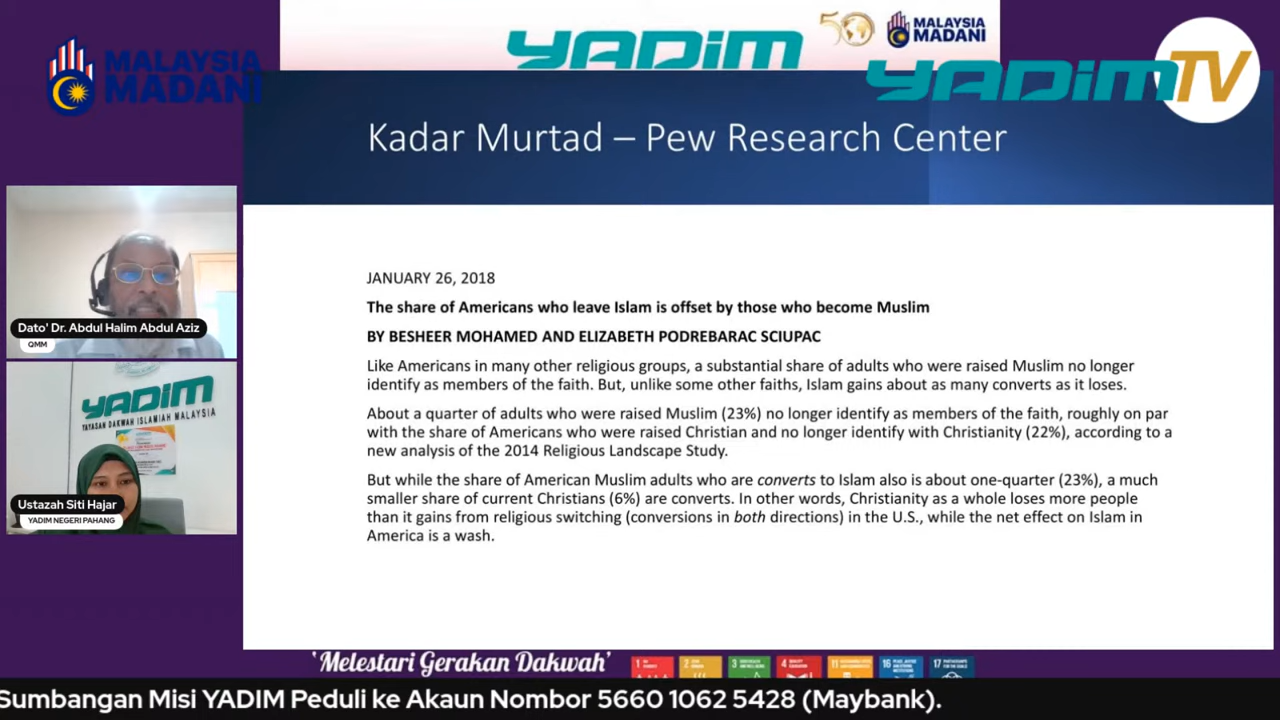 YADIM
50
MALAYSIA
MADANI
MALAYSIA
MADANI
YADIM TV
Kadar Murtad – Pew Research Center
JANUARY 26, 2018
The share of Americans who leave Islam is offset by those who become Muslim
BY BESHEER MOHAMED AND ELIZABETH PODREBARAC SCIUPAC
Like Americans in many other religious groups, a substantial share of adults who were raised Muslim no longer
identify as members of the faith. But, unlike some other faiths, Islam gains about as many converts as it loses.
About a quarter of adults who were raised Muslim (23%) no longer identify as members of the faith, roughly on par
with the share of Americans who were raised Christian and no longer identify with Christianity (22%), according to a
new analysis of the 2014 Religious Landscape Study.
But while the share of American Muslim adults who are converts to Islam also is about one-quarter (23%), a much
smaller share of current Christians (6%) are converts. In other words, Christianity as a whole loses more people
than it gains from religious switching (conversions in both directions) in the U.S., while the net effect on Islam in
America is a wash.
Dato' Dr. Abdul Halim Abdul Aziz
QMM
YADIM
YAYASAN DAKWAH ISLAMIAH MALAYSIA
Ustazah Siti Hajar
YADIM NEGERI PAHANG
'Melestari Gerakan Dakwah'
1
2
3
4
11
16
17
Sumbangan Misi YADIM Peduli ke Akaun Nombor 5660 1062 5428 (Maybank).